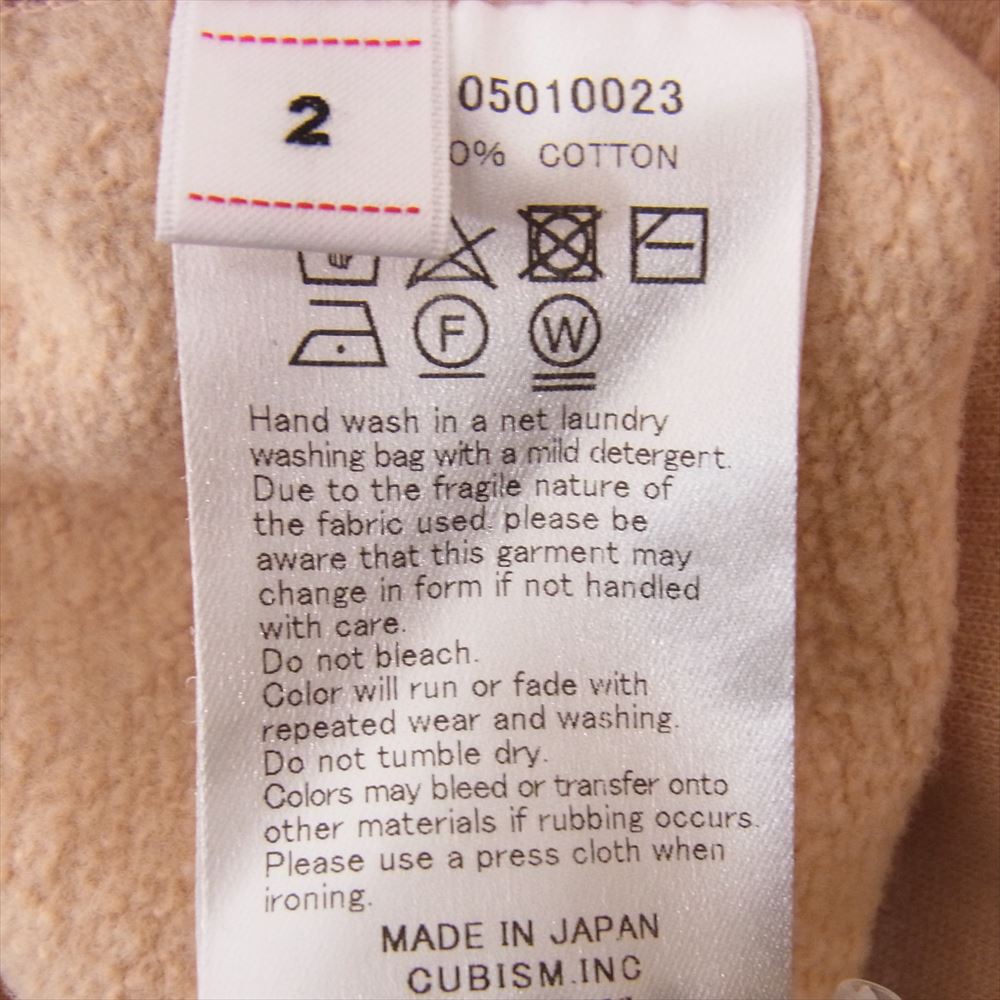 2
05010023
0% COTTON
F W
Hand wash in a net laundry
washing bag with a mild detergent.
Due to the fragile nature of
the fabric used. please be
aware that this garment may
change in form if not handled
with care.
Do not bleach.
Color will run or fade with
repeated wear and washing.
Do not tumble dry.
Colors may bleed or transfer onto
other materials if rubbing occurs.
Please use a press cloth when
ironing.
MADE IN JAPAN
CUBISM.INC